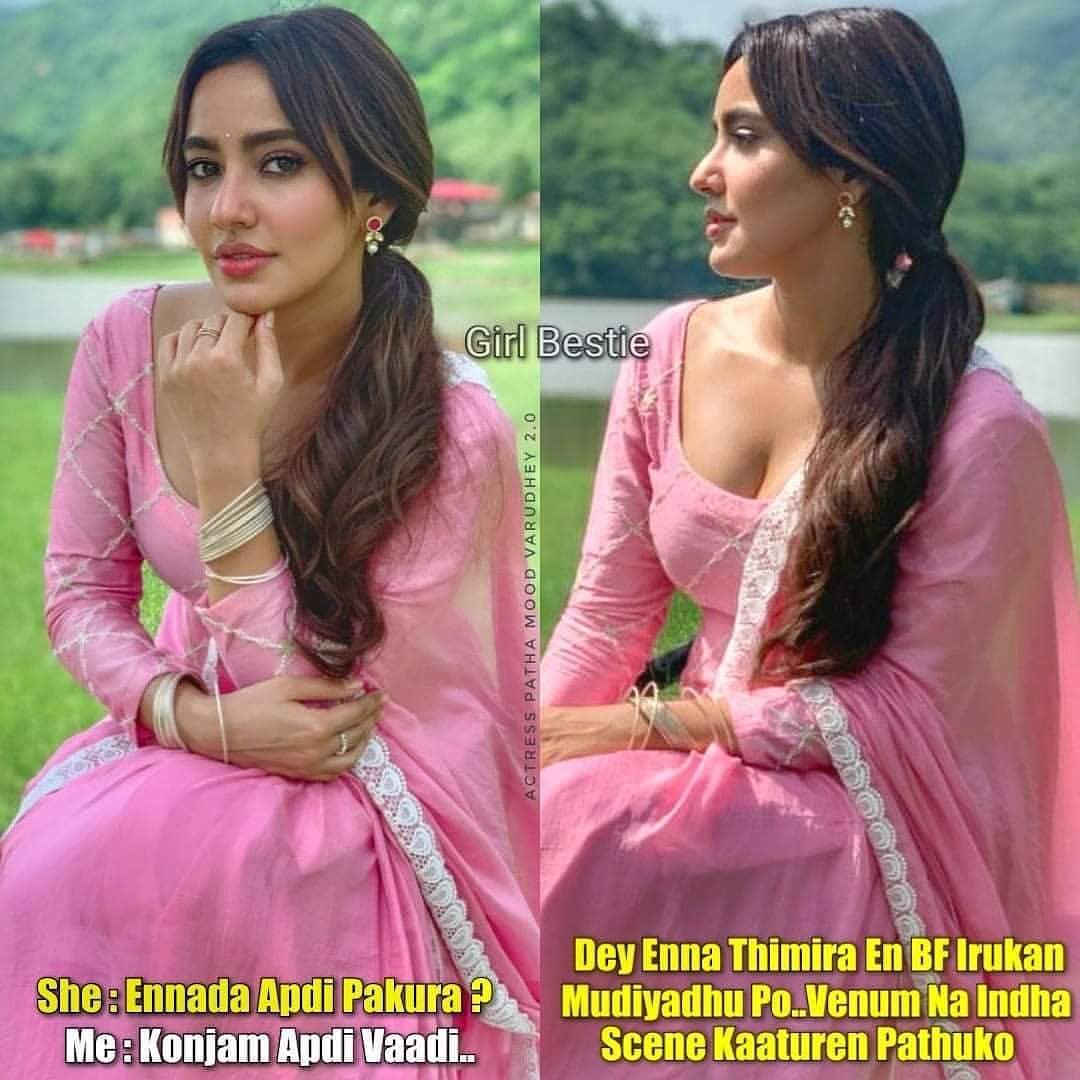 Girl Bestie
ACTRESS PATHA MOOD VARUDHEY 2.0
She : Ennada Apdi Pakura ?
Me : Konjam Apdi Vaadi..
Dey Enna Thimira En BF Irukan
Mudiyadhu Po..Venum Na Indha
Scene Kaaturen Pathuko